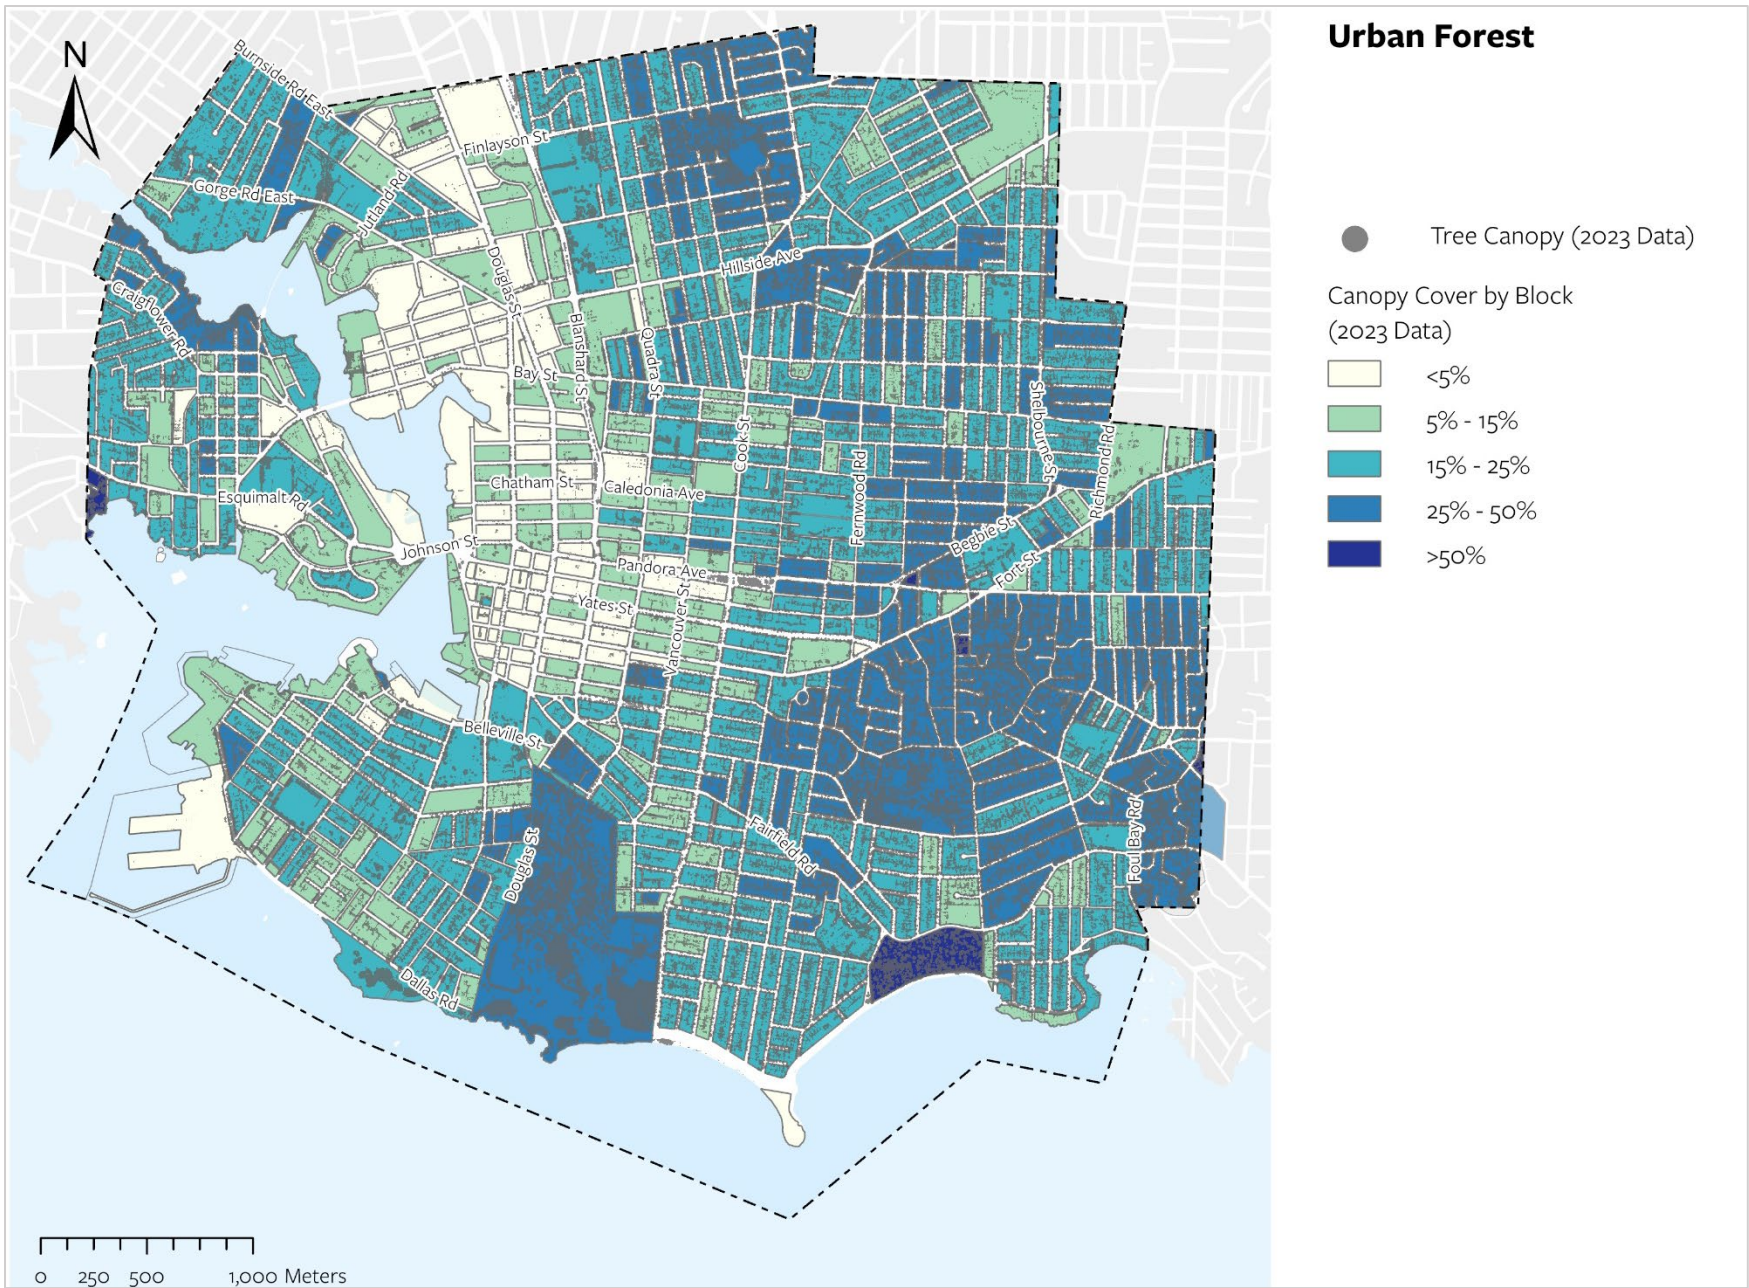 Urban Forest
Tree Canopy (2023 Data)
Canopy Cover by Block
(2023 Data)
<5%
5% - 15%
15% - 25%
25% - 50%
>50%
N
Burnside Rd East
Finlayson St
Gorge Rd East
Jutland Rd
Douglas St
Hillside Ave
Craigflower Rd
Blanshard St
Quadra St
Bay St
Shelbourne St
Cook St
Richmond Rd
Fernwood Rd
Chatham St
Caledonia Ave
Esquimalt Rd
Johnson St
Begbie St
Pandora Ave
Fort St
Yates St
Vancouver St
Belleville St
Fairfield Rd
Foul Bay Rd
Douglas St
Dallas Rd
0 250 500 1,000 Meters